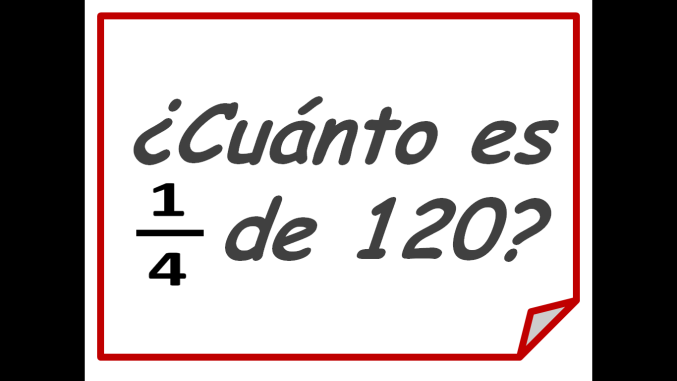 ¿Cuánto es
1/4 de 120?